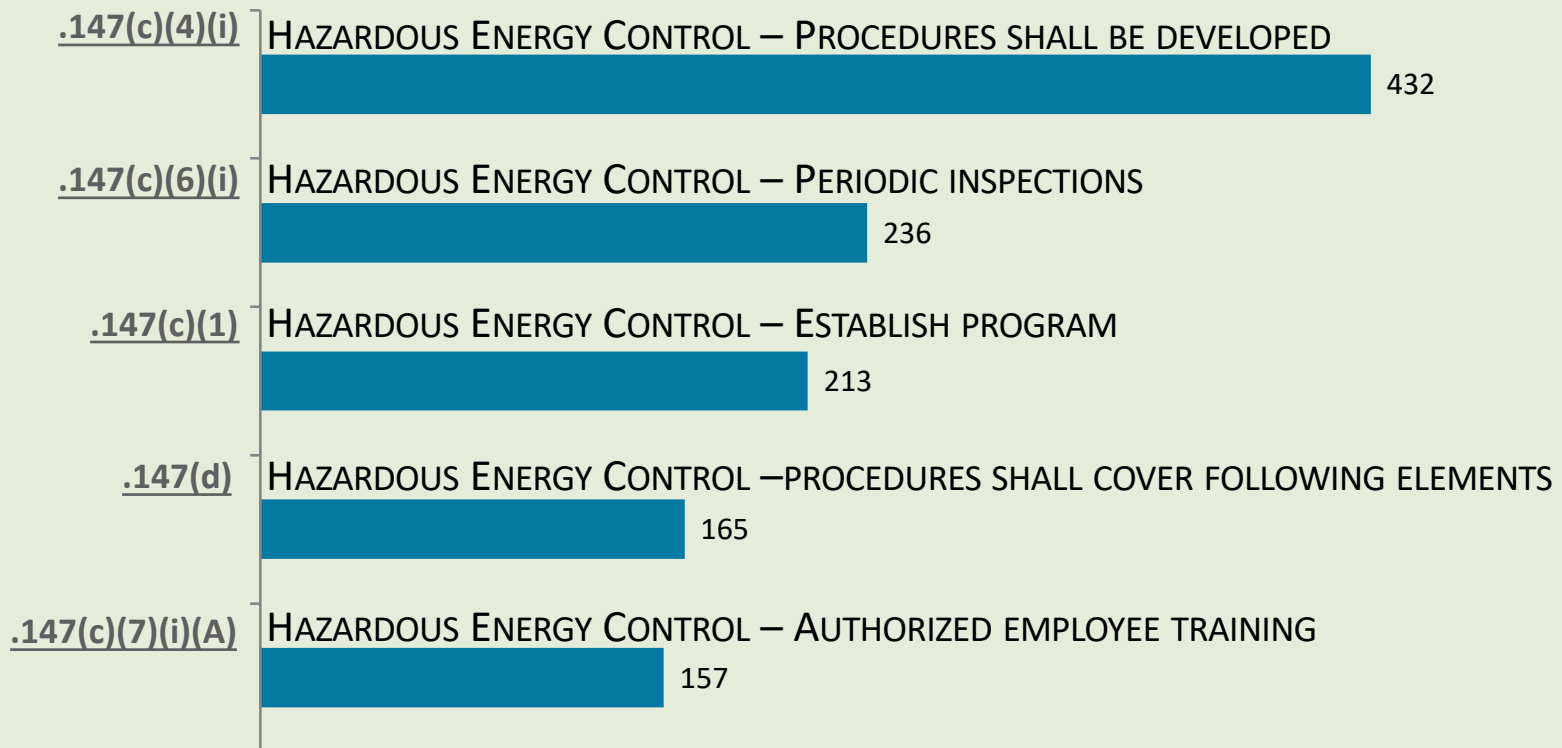 .147(c)(4)(i) HAZARDOUS ENERGY CONTROL – PROCEDURES SHALL BE DEVELOPED
432
.147(c)(6)(i) HAZARDOUS ENERGY CONTROL – PERIODIC INSPECTIONS
236
.147(c)(1) HAZARDOUS ENERGY CONTROL – ESTABLISH PROGRAM
213
.147(d) HAZARDOUS ENERGY CONTROL –PROCEDURES SHALL COVER FOLLOWING ELEMENTS
165
.147(c)(7)(i)(A) HAZARDOUS ENERGY CONTROL – AUTHORIZED EMPLOYEE TRAINING
157